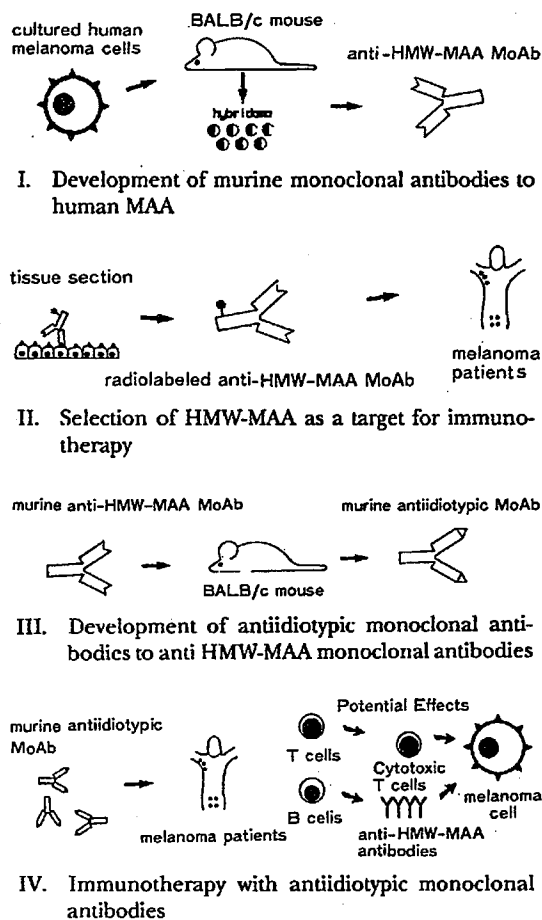 cultured human
melanoma cells
BALB/c mouse
hybridoma
anti-HMW-MAA MoAb
I. Development of murine monoclonal antibodies to
human MAA
tissue section
radiolabeled anti-HMW-MAA MoAb
melanoma
patients
II. Selection of HMW-MAA as a target for immuno-
therapy
murine anti-HMW-MAA MoAb
BALB/c mouse
murine antiidiotypic MoAb
III. Development of antiidiotypic monoclonal anti-
bodies to anti HMW-MAA monoclonal antibodies
murine antiidiotypic
MoAb
melanoma patients
Potential Effects
T cells
Cytotoxic
T cells
B cells
anti-HMW-MAA
antibodies
melanoma
cell
IV. Immunotherapy with antiidiotypic monoclonal
antibodies